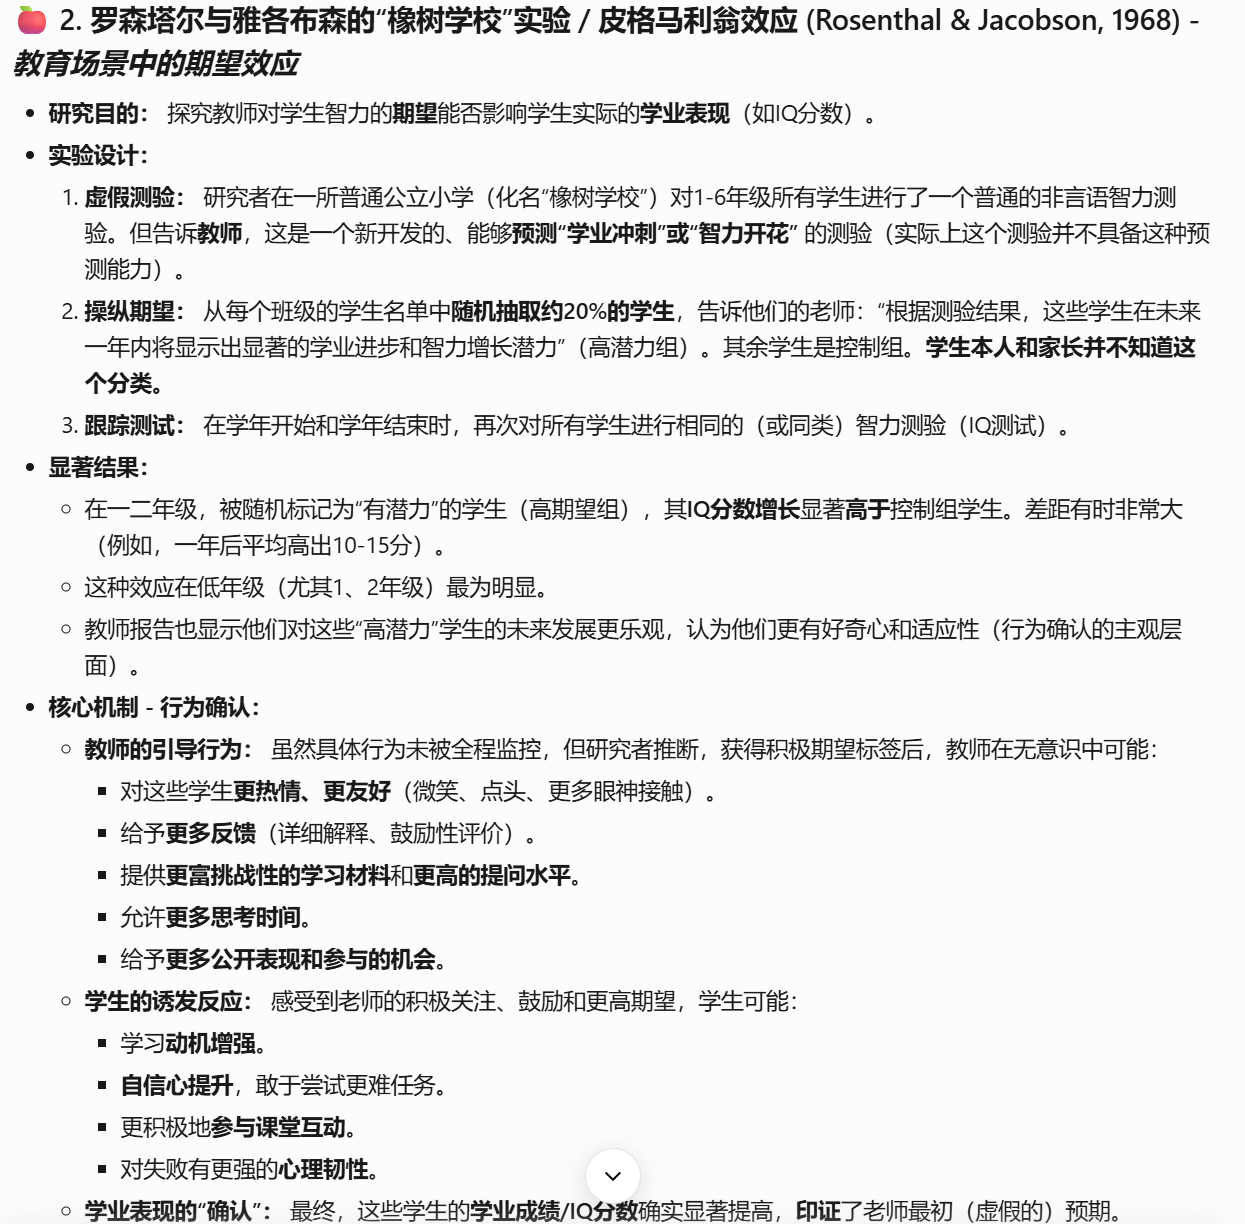 🍎 2. 罗森塔尔与雅各布森的“橡树学校”实验 / 皮格马利翁效应 (Rosenthal & Jacobson, 1968) -
教育场景中的期望效应
• 研究目的： 探究教师对学生智力的期望能否影响学生实际的学业表现（如IQ分数）。
• 实验设计：
1. 虚假测验： 研究者在一所普通公立小学（化名“橡树学校”）对1-6年级所有学生进行了一个普通的非言语智力测
验。但告诉教师，这是一个新开发的、能够预测“学业冲刺”或“智力开花” 的测验（实际上这个测验并不具备这种预
测能力）。
2. 操纵期望： 从每个班级的学生名单中随机抽取约20%的学生，告诉他们的老师：“根据测验结果，这些学生在未来
一年内将显示出显著的学业进步和智力增长潜力”（高潜力组）。其余学生是控制组。学生本人和家长并不知道这
个分类。
3. 跟踪测试： 在学年开始和学年结束时，再次对所有学生进行相同的（或同类）智力测验（IQ测试）。
• 显著结果：
○ 在一二年级，被随机标记为“有潜力”的学生（高期望组），其IQ分数增长显著高于控制组学生。差距有时非常大
（例如，一年后平均高出10-15分）。
○ 这种效应在低年级（尤其1、2年级）最为明显。
○ 教师报告也显示他们对这些“高潜力”学生的未来发展更乐观，认为他们更有好奇心和适应性（行为确认的主观层
面）。
• 核心机制 - 行为确认：
○ 教师的引导行为： 虽然具体行为未被全程监控，但研究者推断，获得积极期望标签后，教师在无意识中可能：
▪ 对这些学生更热情、更友好（微笑、点头、更多眼神接触）。
▪ 给予更多反馈（详细解释、鼓励性评价）。
▪ 提供更富挑战性的学习材料和更高的提问水平。
▪ 允许更多思考时间。
▪ 给予更多公开表现和参与的机会。
○ 学生的诱发反应： 感受到老师的积极关注、鼓励和更高期望，学生可能：
▪ 学习动机增强。
▪ 自信心提升，敢于尝试更难任务。
▪ 更积极地参与课堂互动。
▪ 对失败有更强的心理韧性。
○ 学业表现的“确认”： 最终，这些学生的学业成绩/IQ分数确实显著提高，印证了老师最初（虚假的）预期。